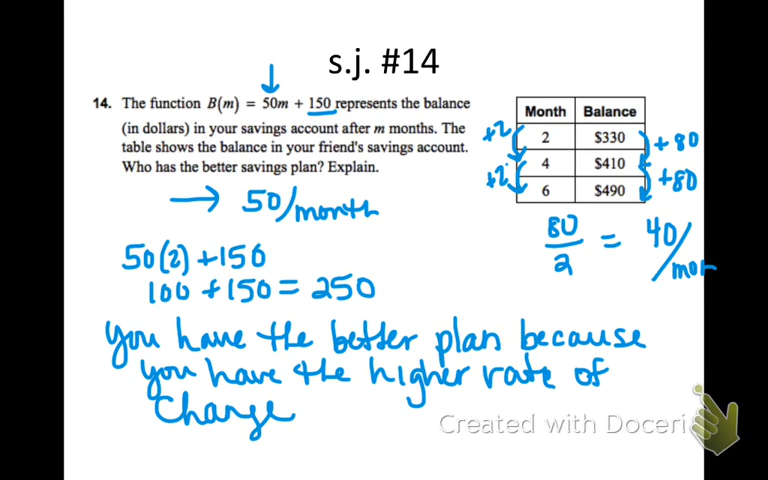 s.j. #14
14. The function B(m) = 50m + 150 represents the balance
(in dollars) in your savings account after m months. The
table shows the balance in your friend's savings account.
Who has the better savings plan? Explain.
Month Balance
2 $330
4 $410
6 $490
+2 +80
+2 +80
→ 50/month
80/2 = 40/mon
50(2) +150
100 +150 = 250
you have the better plan because
you have the higher rate of
change
Created with Doceri